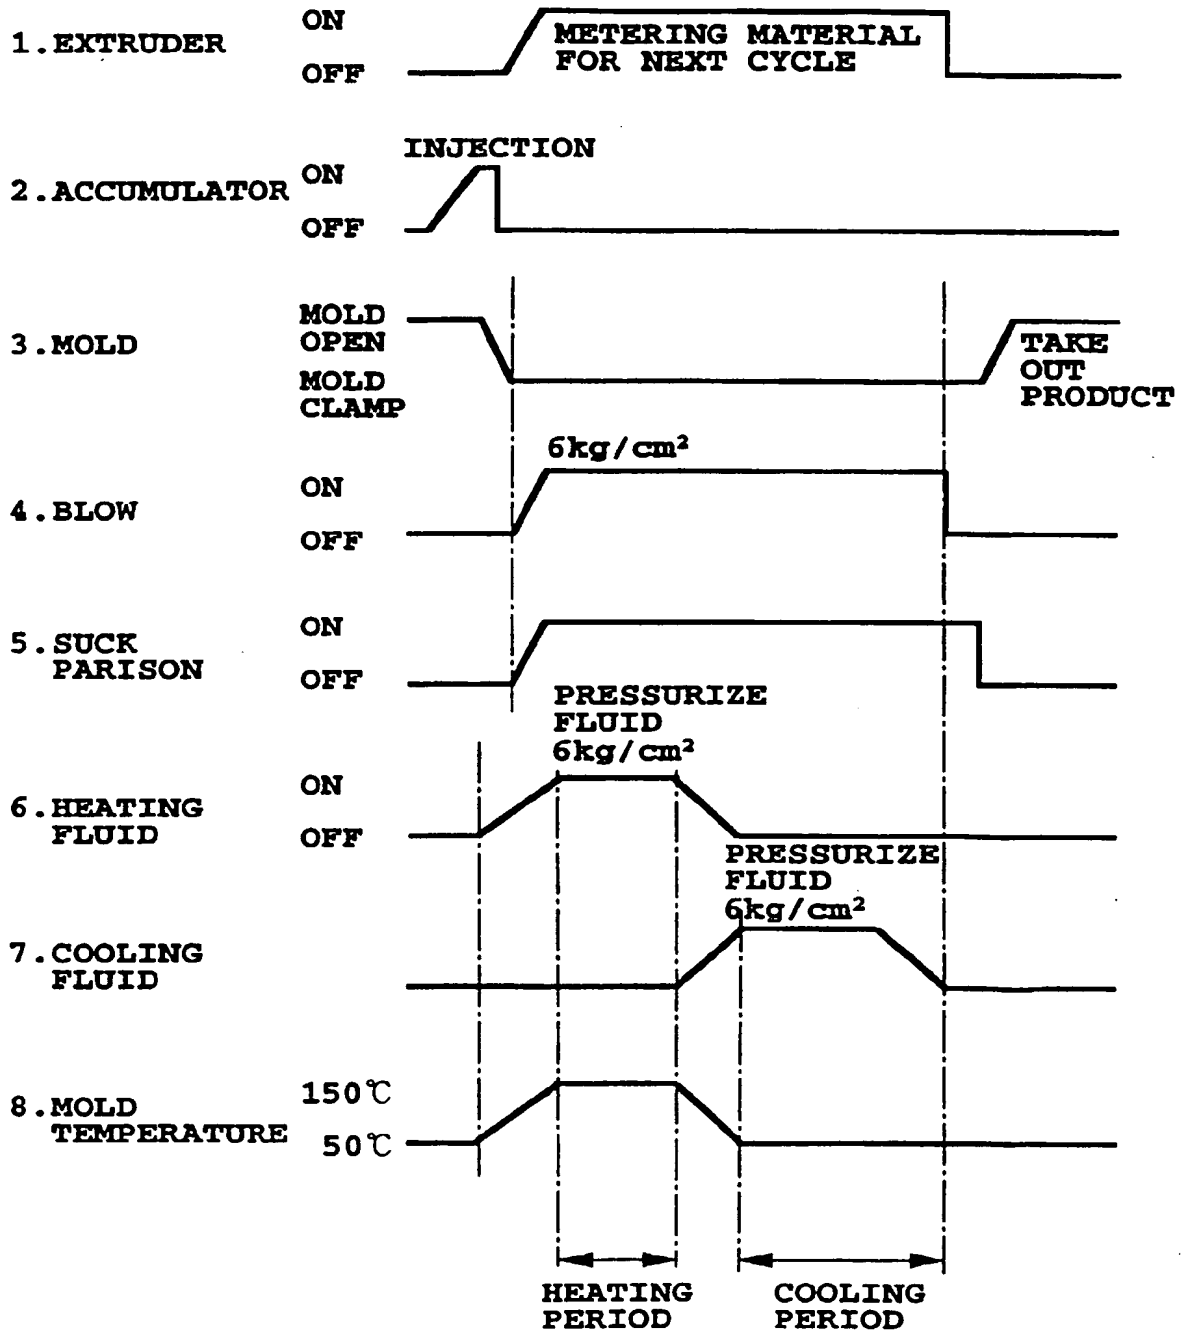 ON
1.EXTRUDER
OFF
METERING MATERIAL
FOR NEXT CYCLE
INJECTION
ON
2.ACCUMULATOR
OFF
MOLD
OPEN
3.MOLD
MOLD
CLAMP
TAKE
OUT
PRODUCT
6kg/cm²
ON
4.BLOW
OFF
ON
5.SUCK
PARISON
OFF
PRESSURIZE
FLUID
6kg/cm²
ON
6.HEATING
FLUID
OFF
PRESSURIZE
FLUID
6kg/cm²
7.COOLING
FLUID
150℃
8.MOLD
TEMPERATURE
50℃
HEATING
PERIOD
COOLING
PERIOD